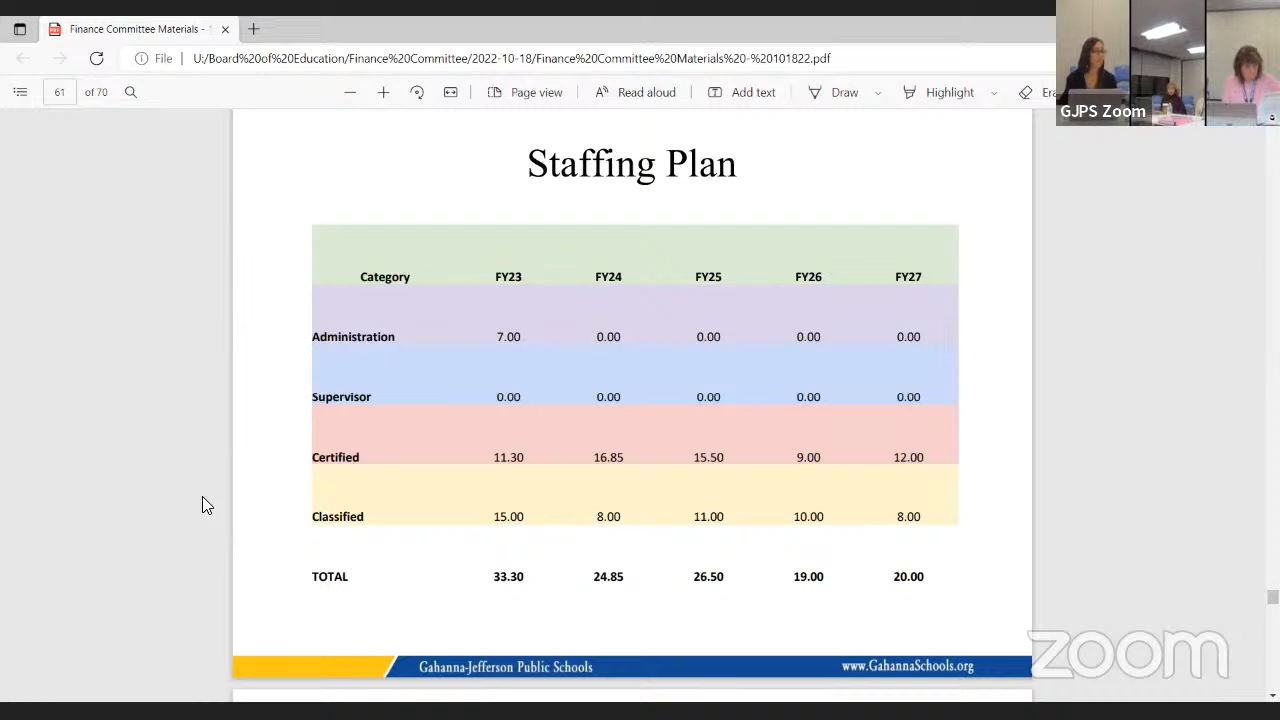 Finance Committee Materials -
File
U:/Board%20of%20Education/Finance%20Committee/2022-10-18/Finance%20Committee%20Materials%20-%20101822.pdf
61 of 70
Page view
Read aloud
Add text
Draw
Highlight
GJPS Zoom
Staffing Plan
Category FY23 FY24 FY25 FY26 FY27
Administration 7.00 0.00 0.00 0.00 0.00
Supervisor 0.00 0.00 0.00 0.00 0.00
Certified 11.30 16.85 15.50 9.00 12.00
Classified 15.00 8.00 11.00 10.00 8.00
TOTAL 33.30 24.85 26.50 19.00 20.00
Gahanna-Jefferson Public Schools
www.GahannaSchools.org
zoom